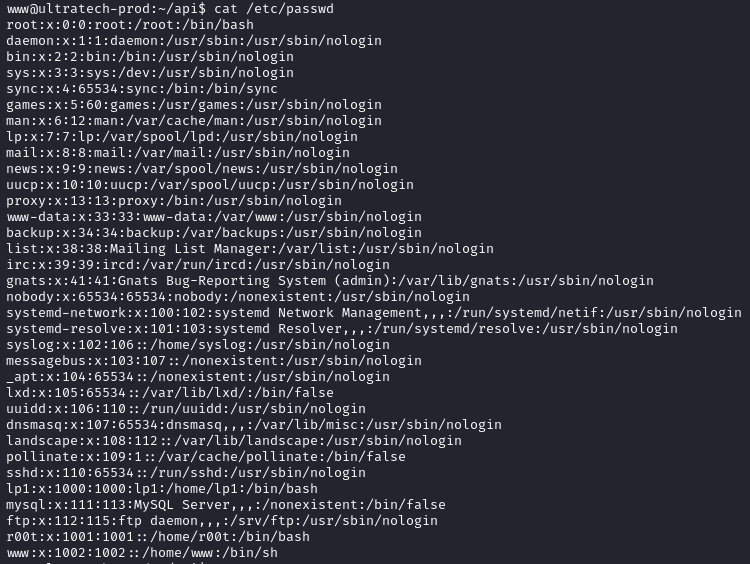 www@ultratech-prod:~/api$ cat /etc/passwd
root:x:0:0:root:/root:/bin/bash
daemon:x:1:1:daemon:/usr/sbin:/usr/sbin/nologin
bin:x:2:2:bin:/bin:/usr/sbin/nologin
sys:x:3:3:sys:/dev:/usr/sbin/nologin
sync:x:4:65534:sync:/bin:/bin/sync
games:x:5:60:games:/usr/games:/usr/sbin/nologin
man:x:6:12:man:/var/cache/man:/usr/sbin/nologin
lp:x:7:7:lp:/var/spool/lpd:/usr/sbin/nologin
mail:x:8:8:mail:/var/mail:/usr/sbin/nologin
news:x:9:9:news:/var/spool/news:/usr/sbin/nologin
uucp:x:10:10:uucp:/var/spool/uucp:/usr/sbin/nologin
proxy:x:13:13:proxy:/bin:/usr/sbin/nologin
www-data:x:33:33:www-data:/var/www:/usr/sbin/nologin
backup:x:34:34:backup:/var/backups:/usr/sbin/nologin
list:x:38:38:Mailing List Manager:/var/list:/usr/sbin/nologin
irc:x:39:39:ircd:/var/run/ircd:/usr/sbin/nologin
gnats:x:41:41:Gnats Bug-Reporting System (admin):/var/lib/gnats:/usr/sbin/nologin
nobody:x:65534:65534:nobody:/nonexistent:/usr/sbin/nologin
systemd-network:x:100:102:systemd Network Management,,,:/run/systemd/netif:/usr/sbin/nologin
systemd-resolve:x:101:103:systemd Resolver,,,:/run/systemd/resolve:/usr/sbin/nologin
syslog:x:102:106::/home/syslog:/usr/sbin/nologin
messagebus:x:103:107::/nonexistent:/usr/sbin/nologin
_apt:x:104:65534::/nonexistent:/usr/sbin/nologin
lxd:x:105:65534::/var/lib/lxd/:/bin/false
uuidd:x:106:110::/run/uuidd:/usr/sbin/nologin
dnsmasq:x:107:65534:dnsmasq,,,:/var/lib/misc:/usr/sbin/nologin
landscape:x:108:112::/var/lib/landscape:/usr/sbin/nologin
pollinate:x:109:1::/var/cache/pollinate:/bin/false
sshd:x:110:65534::/run/sshd:/usr/sbin/nologin
lp1:x:1000:1000:lp1:/home/lp1:/bin/bash
mysql:x:111:113:MySQL Server,,,:/nonexistent:/bin/false
ftp:x:112:115:ftp daemon,,,:/srv/ftp:/usr/sbin/nologin
r00t:x:1001:1001::/home/r00t:/bin/bash
www:x:1002:1002::/home/www:/bin/sh